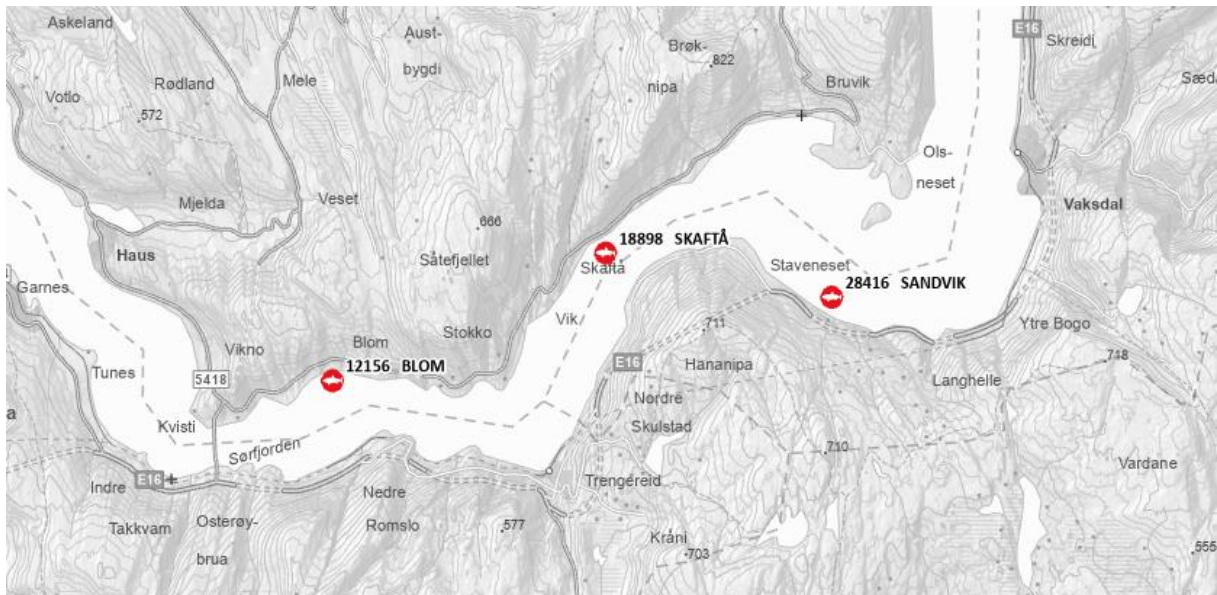 Askeland
Aust-
bygdi
Brøk-
nipa
822
E16
Skreidi
Votlo
Rødland
Mele
572
Bruvik
Ols-
neset
Mjelda
Veset
666
Vaksdal
Haus
Såtefjellet
18898 SKAFTÅ
Skaftå
Staveneset
28416 SANDVIK
Garnes
Stokko
Vik
Vikno
Blom
711
Ytre Bogo
Tunes
5418
12156 BLOM
E16
Hananipa
718
Langhelle
Kvisti
Nordre
Skulstad
Sørfjorden
710
Vardane
Indre
E16
Nedre
Trengereid
Takkvam
Osterøy-
brua
Romslo
577
Kråni
703
555